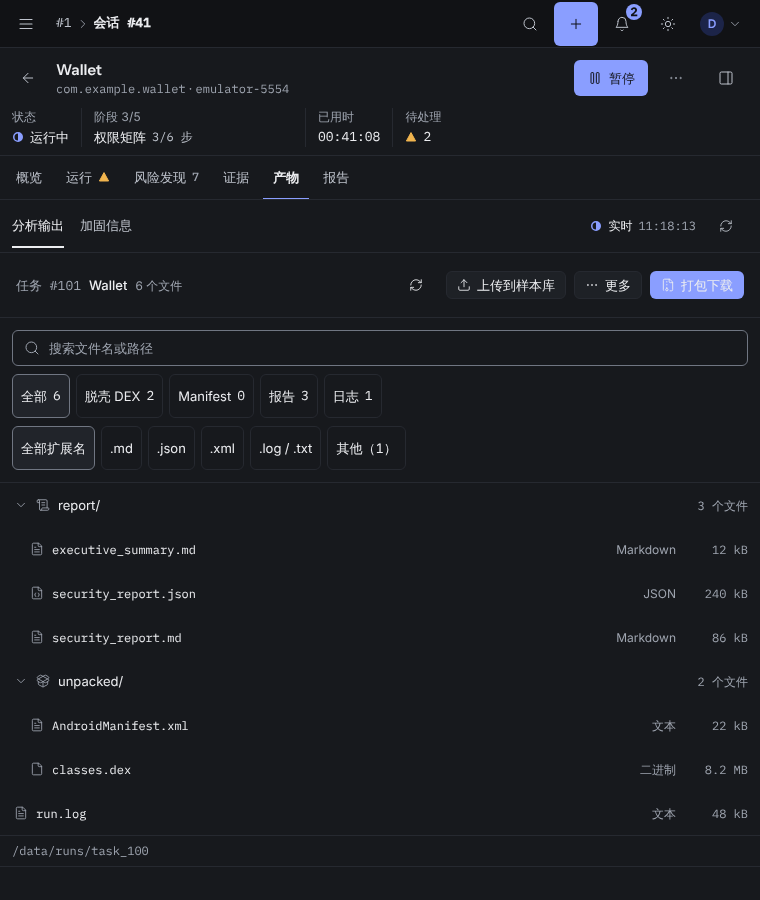 #1 会话 #41 2 D
Wallet
com.example.wallet·emulator-5554
暂停
状态 阶段 3/5 已用时 待处理
运行中 权限矩阵 3/6 步 00:41:08 2
概览 运行 风险发现 7 证据 产物 报告
分析输出 加固信息 实时 11:18:13
任务 #101 Wallet 6 个文件 上传到样本库 更多 打包下载
搜索文件名或路径
全部 6 脱壳 DEX 2 Manifest 0 报告 3 日志 1
全部扩展名 .md .json .xml .log / .txt 其他（1）
report/ 3 个文件
executive_summary.md Markdown 12 kB
security_report.json JSON 240 kB
security_report.md Markdown 86 kB
unpacked/ 2 个文件
AndroidManifest.xml 文本 22 kB
classes.dex 二进制 8.2 MB
run.log 文本 48 kB
/data/runs/task_100